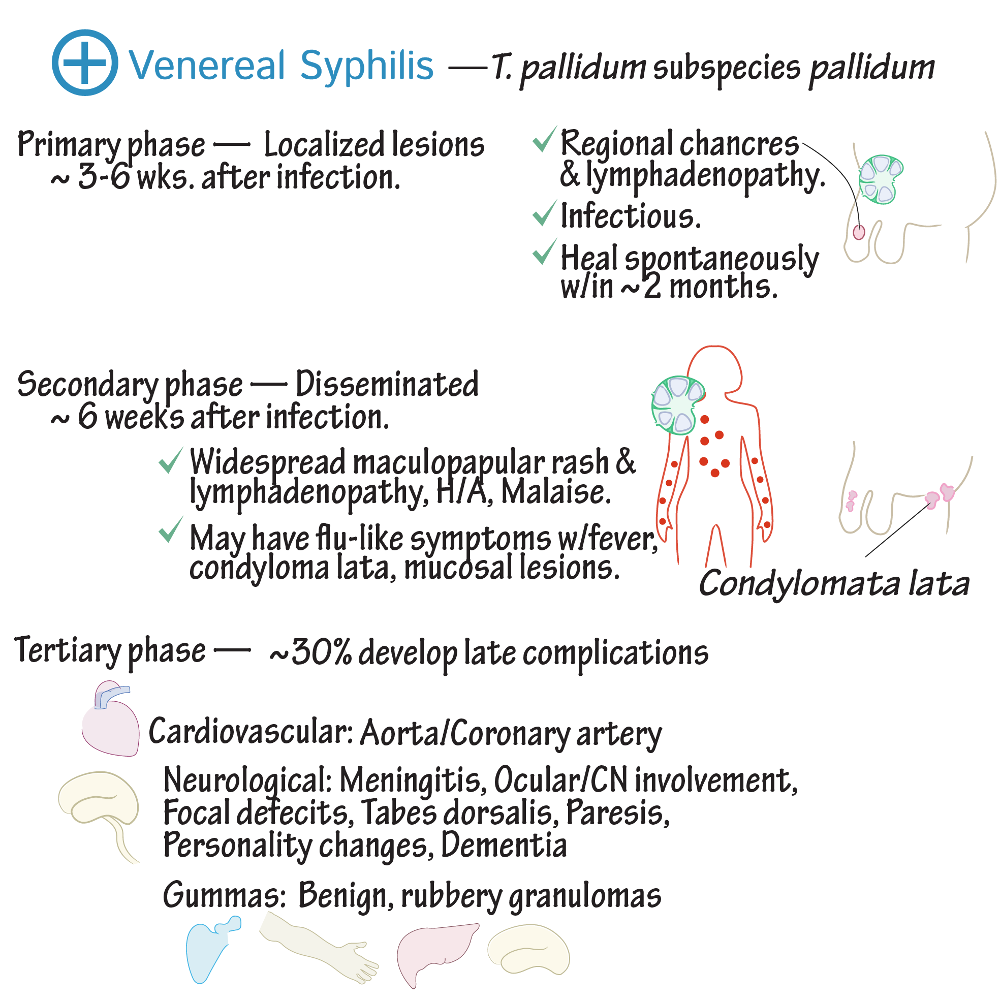 Venereal Syphilis — T. pallidum subspecies pallidum
Primary phase — Localized lesions
~ 3-6 wks. after infection.
Regional chancres
& lymphadenopathy.
Infectious.
Heal spontaneously
w/in ~2 months.
Secondary phase — Disseminated
~ 6 weeks after infection.
Widespread maculopapular rash &
lymphadenopathy, H/A, Malaise.
May have flu-like symptoms w/fever,
condyloma lata, mucosal lesions.
Condylomata lata
Tertiary phase — ~30% develop late complications
Cardiovascular: Aorta/Coronary artery
Neurological: Meningitis, Ocular/CN involvement,
Focal defecits, Tabes dorsalis, Paresis,
Personality changes, Dementia
Gummas: Benign, rubbery granulomas